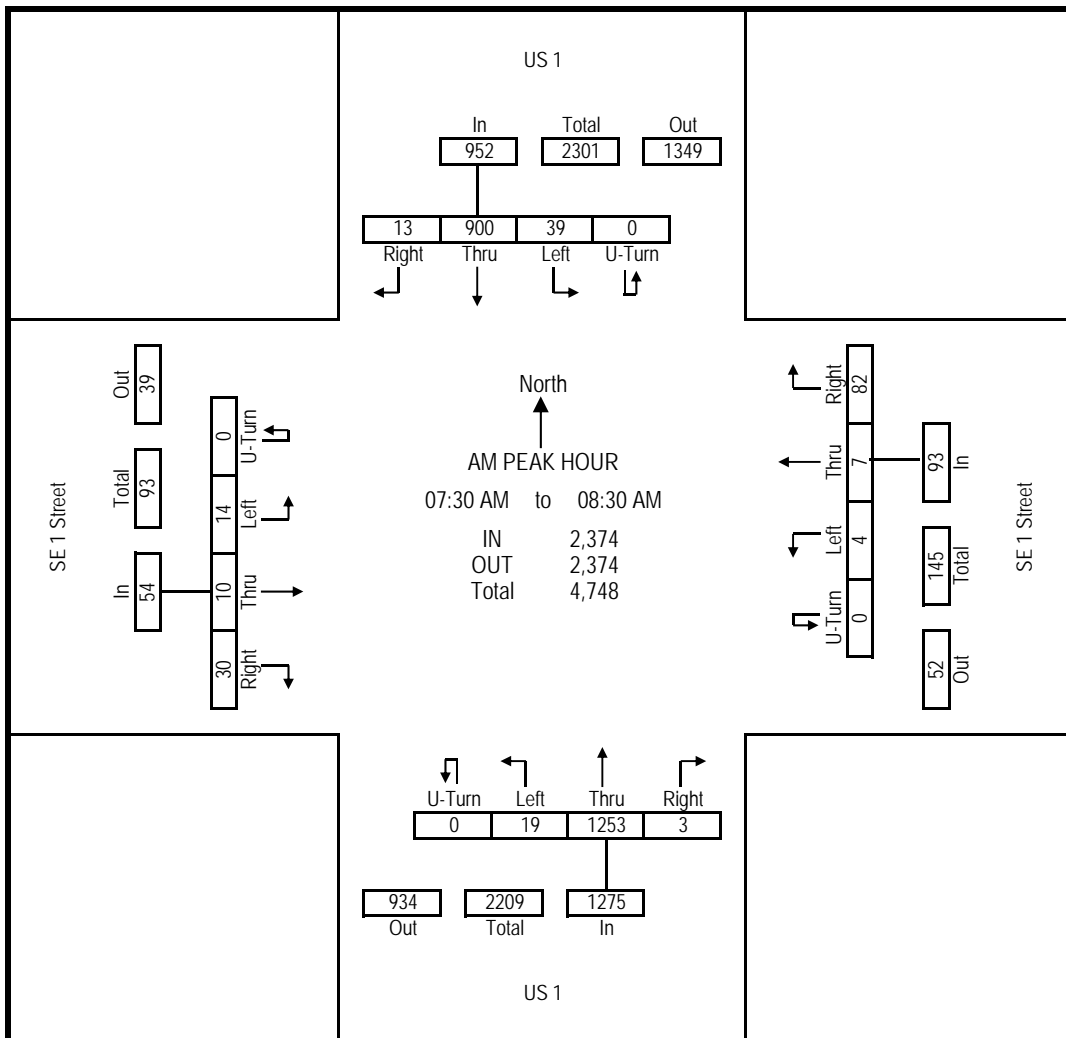 US 1
In Total Out
952 2301 1349
13 900 39 0
Right Thru Left U-Turn
SE 1 Street
Out 39
Total 93
In 54
0 U-Turn
14 Left
10 Thru
30 Right
North
AM PEAK HOUR
07:30 AM to 08:30 AM
IN 2,374
OUT 2,374
Total 4,748
Right 82
Thru 7
Left 4
U-Turn 0
93 In
145 Total
52 Out
SE 1 Street
U-Turn Left Thru Right
0 19 1253 3
934 2209 1275
Out Total In
US 1